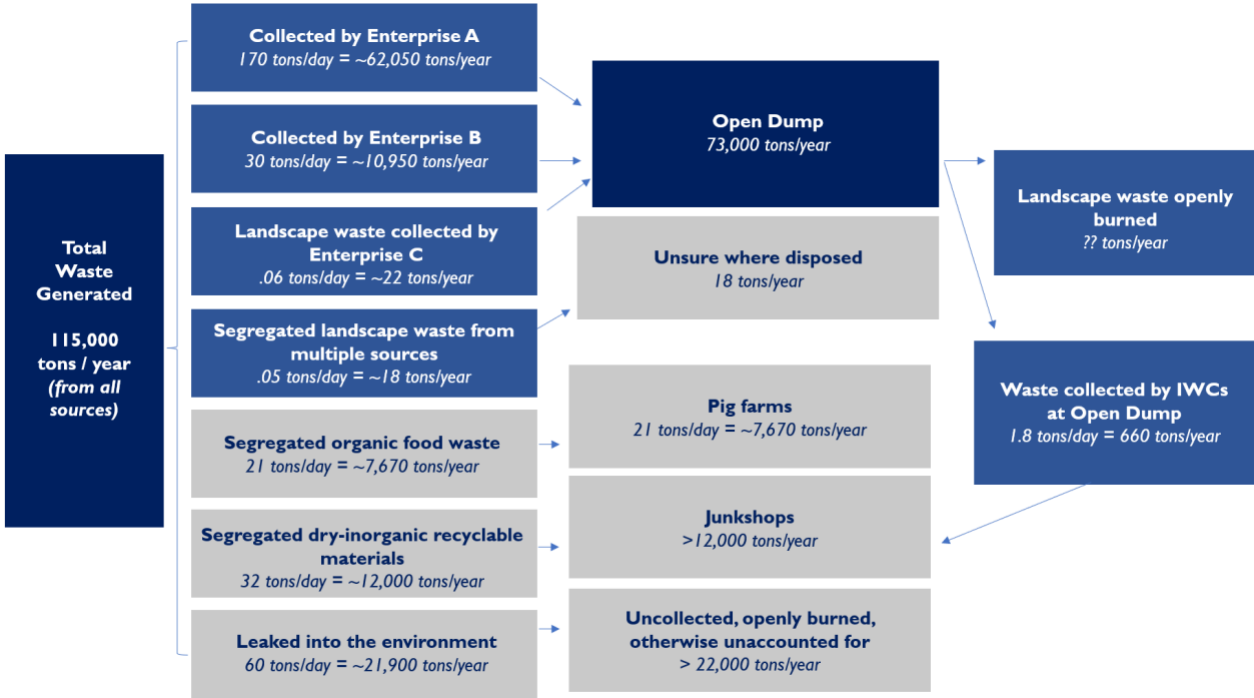 Total
Waste
Generated
115,000
tons / year
(from all
sources)
Collected by Enterprise A
170 tons/day = ~62,050 tons/year
Collected by Enterprise B
30 tons/day = ~10,950 tons/year
Landscape waste collected by
Enterprise C
.06 tons/day = ~22 tons/year
Segregated landscape waste from
multiple sources
.05 tons/day = ~18 tons/year
Segregated organic food waste
21 tons/day = ~7,670 tons/year
Segregated dry-inorganic recyclable
materials
32 tons/day = ~12,000 tons/year
Leaked into the environment
60 tons/day = ~21,900 tons/year
Open Dump
73,000 tons/year
Unsure where disposed
18 tons/year
Pig farms
21 tons/day = ~7,670 tons/year
Junkshops
>12,000 tons/year
Uncollected, openly burned,
otherwise unaccounted for
> 22,000 tons/year
Landscape waste openly
burned
?? tons/year
Waste collected by IWCs
at Open Dump
1.8 tons/day = 660 tons/year